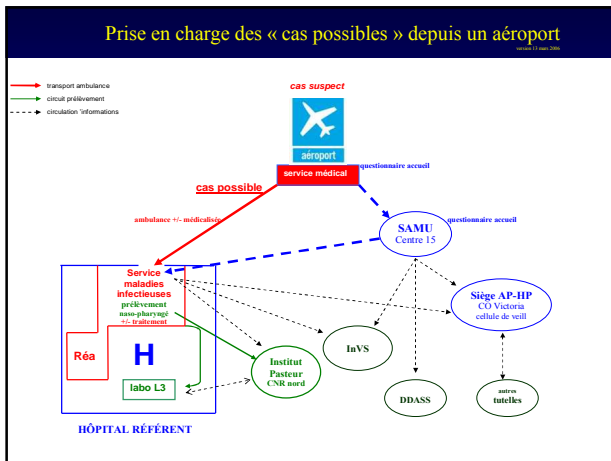 Prise en charge des « cas possibles » depuis un aéroport
version 13 mars 2006
transport ambulance
circuit prélèvement
circulation 'informations
cas suspect
aéroport
service médical
questionnaire accueil
cas possible
ambulance +/- médicalisée
SAMU
Centre 15
questionnaire accueil
Service
maladies
infectieuses
prélèvement
naso-pharyngé
+/- traitement
Réa
H
labo L3
HÔPITAL RÉFÉRENT
Institut
Pasteur
CNR nord
InVS
DDASS
Siège AP-HP
CO Victoria
cellule de veill
autres
tutelles